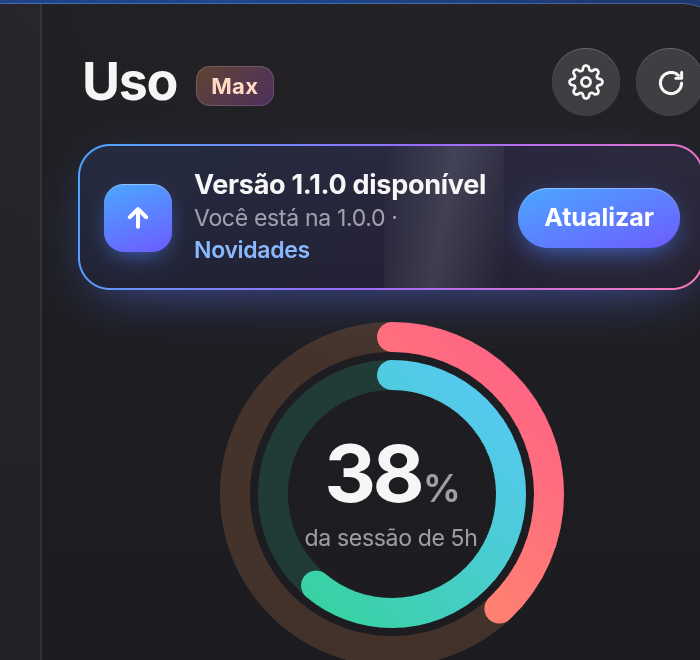 Uso
Max
Versão 1.1.0 disponível
Você está na 1.0.0 ·
Novidades
Atualizar
38%
da sessão de 5h